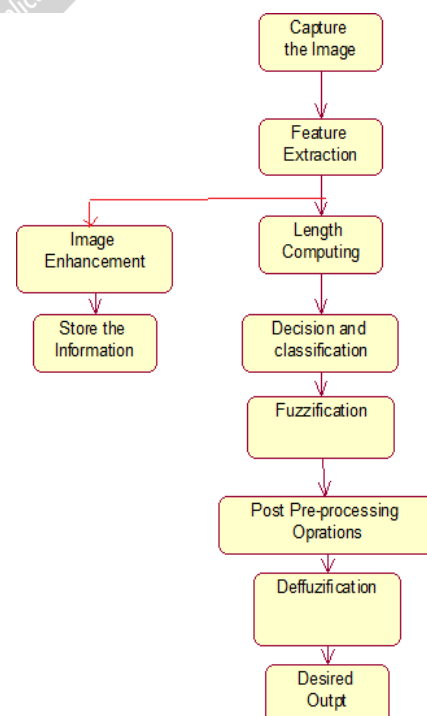 Capture
the Image
Feature
Extraction
Image
Enhancement
Length
Computing
Store the
Information
Decision and
classification
Fuzzification
Post Pre-processing
Oprations
Deffuzification
Desired
Outpt